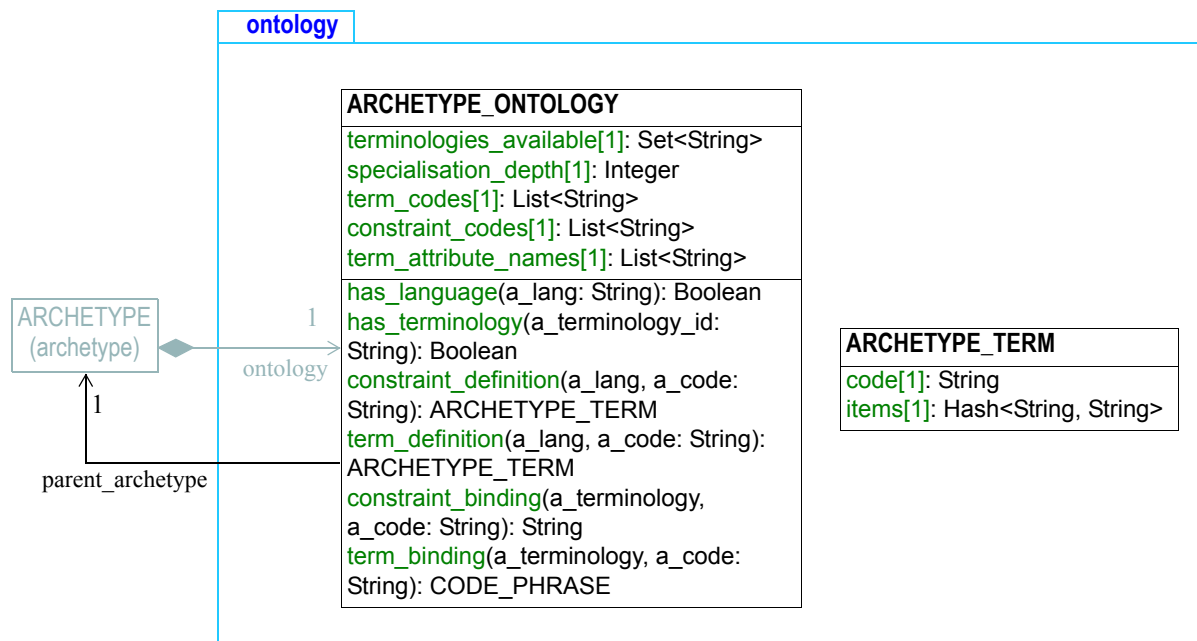 ontology
ARCHETYPE_ONTOLOGY
terminologies_available[1]: Set<String>
specialisation_depth[1]: Integer
term_codes[1]: List<String>
constraint_codes[1]: List<String>
term_attribute_names[1]: List<String>
has_language(a_lang: String): Boolean
has_terminology(a_terminology_id:
String): Boolean
constraint_definition(a_lang, a_code:
String): ARCHETYPE_TERM
term_definition(a_lang, a_code: String):
ARCHETYPE_TERM
constraint_binding(a_terminology,
a_code: String): String
term_binding(a_terminology, a_code:
String): CODE_PHRASE
ARCHETYPE
(archetype)
1
ontology
1
parent_archetype
ARCHETYPE_TERM
code[1]: String
items[1]: Hash<String, String>